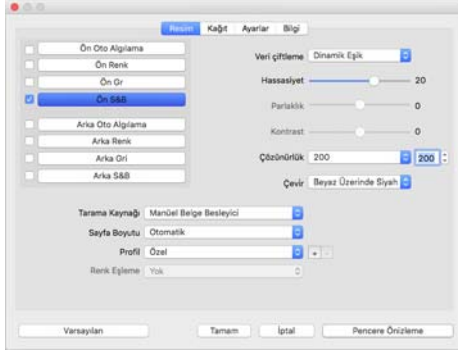 Resim Kağıt Ayarlar Bilgi
Ön Oto Algılama
Ön Renk
Ön Gr
Ön S&B
Arka Oto Algılama
Arka Renk
Arka Gri
Arka S&B
Veri çiftleme Dinamik Eşik
Hassasiyet 20
Parlaklık 0
Kontrast 0
Çözünürlük 200 200
Çevir Beyaz Üzerinde Siyah
Tarama Kaynağı Manüel Belge Besleyici
Sayfa Boyutu Otomatik
Profil Özel + -
Renk Eşleme Yok
Varsayılan Tamam İptal Pencere Önizleme